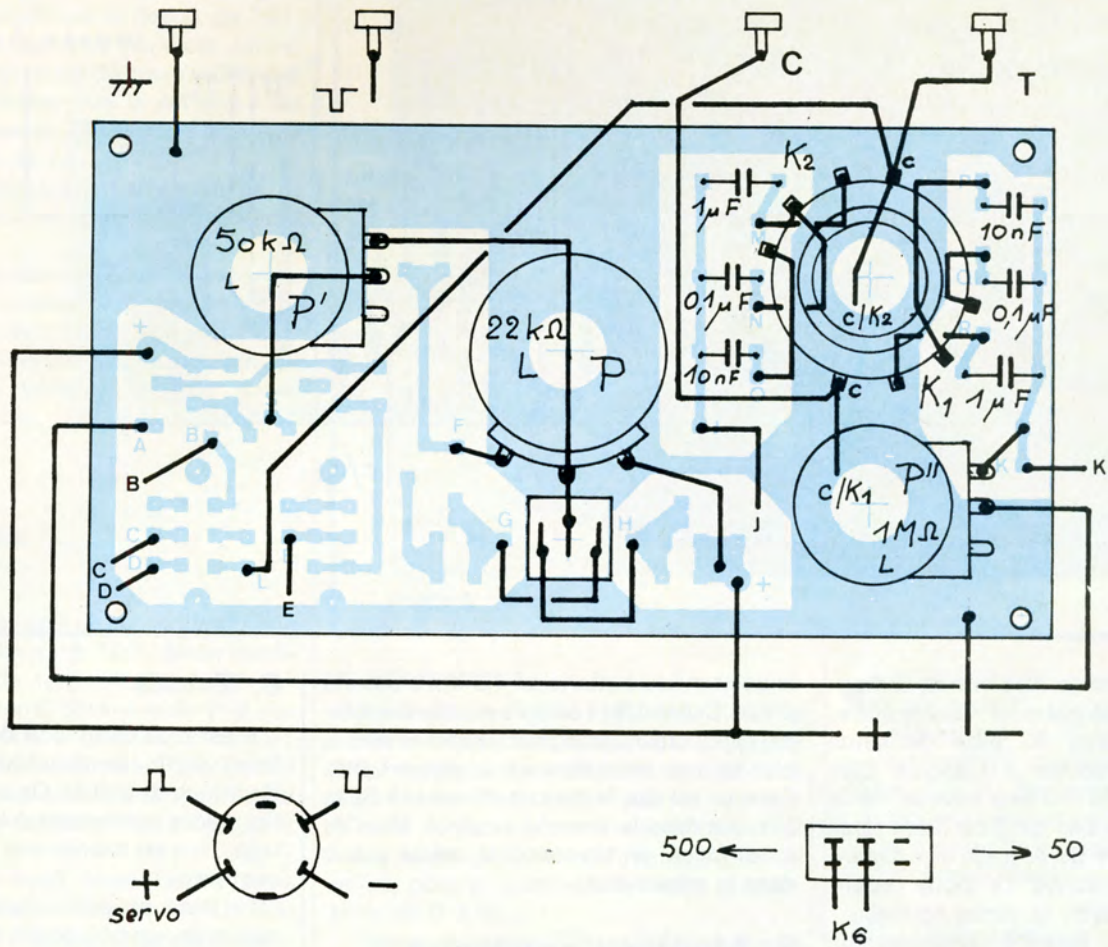 C
T
50kΩ
L
P'
22kΩ
L P
K2
1µF
M
0,1µF
N
10nF
O
C
P
10nF
Q
0,1µF
R
1µF
C/K2
K1
C
C/K1
P"
1MΩ
L
+
A
B
B
C
C
D
D
L
E
E
F
G
H
J
J
K
K
+
+ −
+
servo
−
500
50
K6